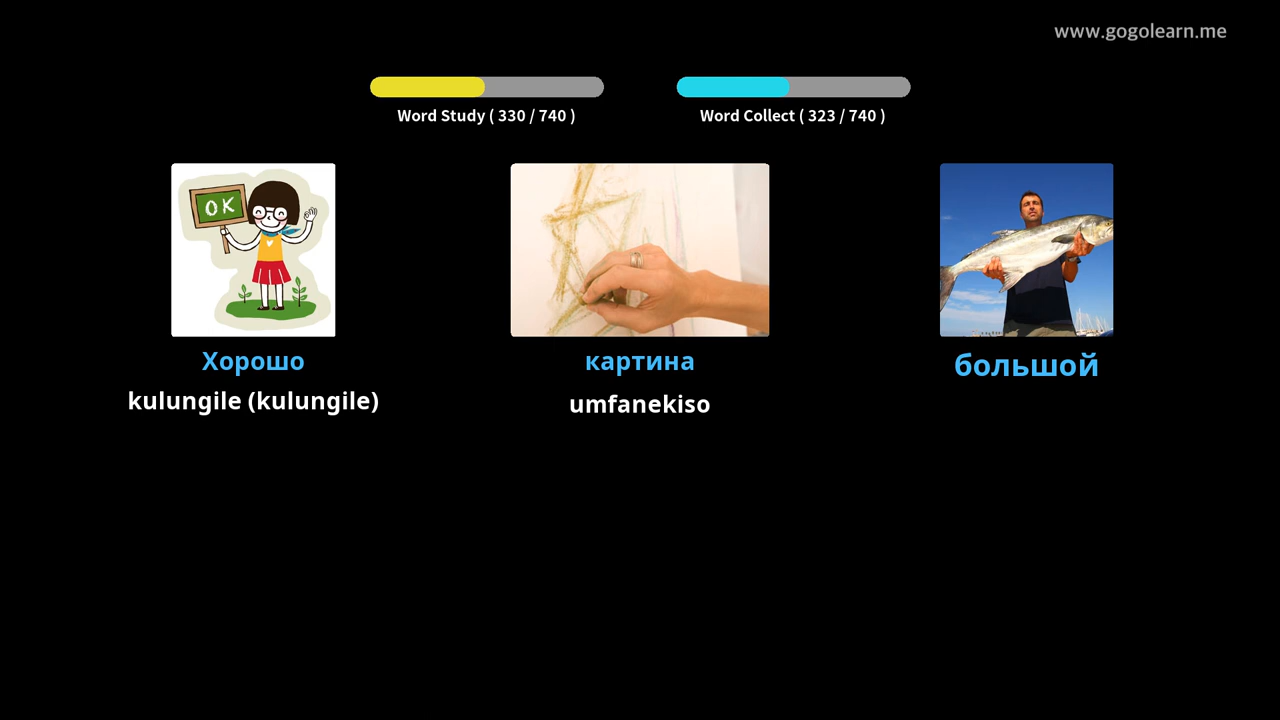 www.gogolearn.me
Word Study ( 330 / 740 )
Word Collect ( 323 / 740 )
OK
Хорошо
картина
большой
kulungile (kulungile)
umfanekiso